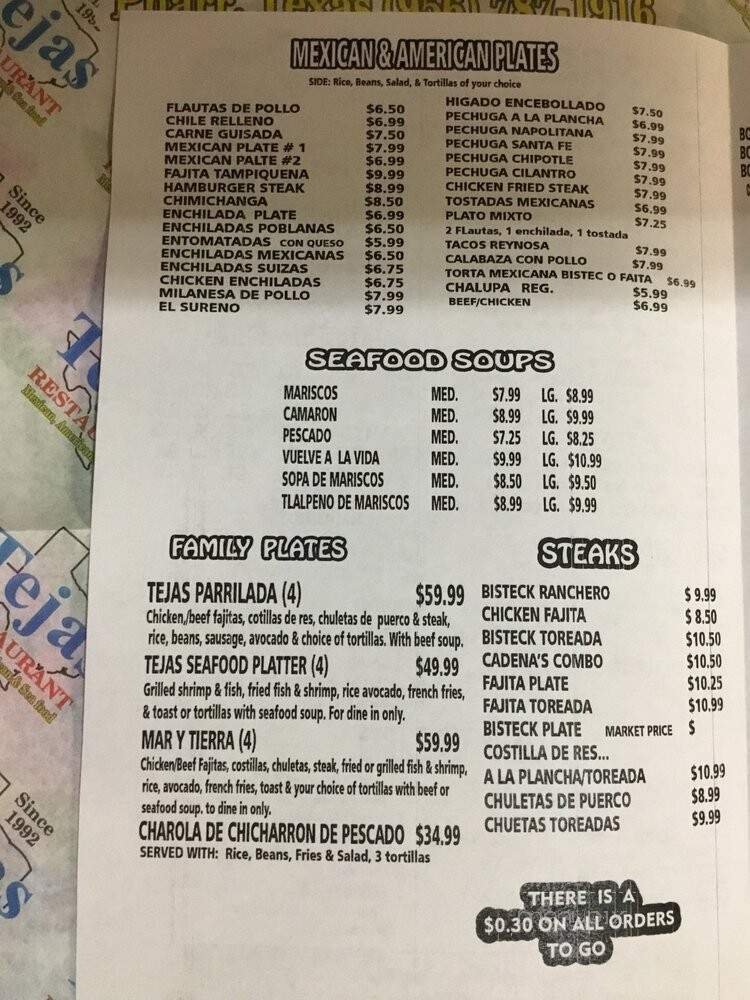 Pharr, Texas (956) 787-1916
MEXICAN & AMERICAN PLATES
SIDE: Rice, Beans, Salad, & Tortillas of your choice
FLAUTAS DE POLLO $6.50
CHILE RELLENO $6.99
CARNE GUISADA $7.50
MEXICAN PLATE # 1 $7.99
MEXICAN PALTE #2 $6.99
FAJITA TAMPIQUENA $9.99
HAMBURGER STEAK $8.99
CHIMICHANGA $8.50
ENCHILADA PLATE $6.99
ENCHILADAS POBLANAS $6.50
ENTOMATADAS CON QUESO $5.99
ENCHILADAS MEXICANAS $6.50
ENCHILADAS SUIZAS $6.75
CHICKEN ENCHILADAS $6.75
MILANESA DE POLLO $7.99
EL SURENO $7.99
HIGADO ENCEBOLLADO $7.50
PECHUGA A LA PLANCHA $6.99
PECHUGA NAPOLITANA $7.99
PECHUGA SANTA FE $7.99
PECHUGA CHIPOTLE $7.99
PECHUGA CILANTRO $7.99
CHICKEN FRIED STEAK $7.99
TOSTADAS MEXICANAS $6.99
PLATO MIXTO $7.25
2 FLautas, 1 enchilada, 1 tostada
TACOS REYNOSA $7.99
CALABAZA CON POLLO $7.99
TORTA MEXICANA BISTEC O FAITA $6.99
CHALUPA REG. $5.99
BEEF/CHICKEN $6.99
SEAFOOD SOUPS
MARISCOS MED. $7.99 LG. $8.99
CAMARON MED. $8.99 LG. $9.99
PESCADO MED. $7.25 LG. $8.25
VUELVE A LA VIDA MED. $9.99 LG. $10.99
SOPA DE MARISCOS MED. $8.50 LG. $9.50
TLALPENO DE MARISCOS MED. $8.99 LG. $9.99
FAMILY PLATES
TEJAS PARRILADA (4) $59.99
Chicken,/beef fajitas, cotillas de res, chuletas de puerco & steak,
rice, beans, sausage, avocado & choice of tortillas. With beef soup.
TEJAS SEAFOOD PLATTER (4) $49.99
Grilled shrimp & fish, fried fish & shrimp, rice avocado, french fries,
& toast or tortillas with seafood soup. For dine in only.
MAR Y TIERRA (4) $59.99
Chicken/Beef Fajitas, costillas, chuletas, steak, fried or grilled fish & shrimp,
rice, avocado, french fries, toast & your choice of tortillas with beef or
seafood soup. to dine in only.
CHAROLA DE CHICHARRON DE PESCADO $34.99
SERVED WITH: Rice, Beans, Fries & Salad, 3 tortillas
STEAKS
BISTECK RANCHERO $ 9.99
CHICKEN FAJITA $ 8.50
BISTECK TOREADA $10.50
CADENA'S COMBO $10.50
FAJITA PLATE $10.25
FAJITA TOREADA $10.99
BISTECK PLATE MARKET PRICE $
COSTILLA DE RES...
A LA PLANCHA/TOREADA $10.99
CHULETAS DE PUERCO $8.99
CHUETAS TOREADAS $9.99
THERE IS A
$0.30 ON ALL ORDERS
TO GO
ejas
URANT
Since
1992
RESTAU
Mexican, American
Tejas
AURANT
Since
1992